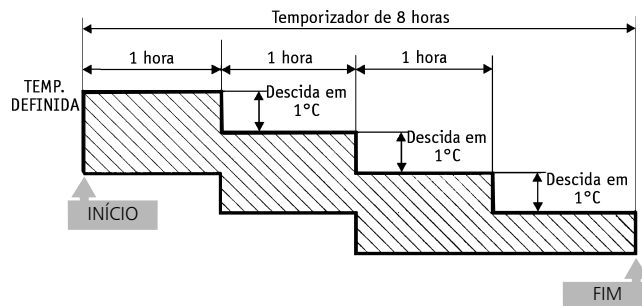 Temporizador de 8 horas
1 hora
1 hora
1 hora
TEMP.
DEFINIDA
Descida em
1°C
Descida em
1°C
Descida em
1°C
INÍCIO
FIM